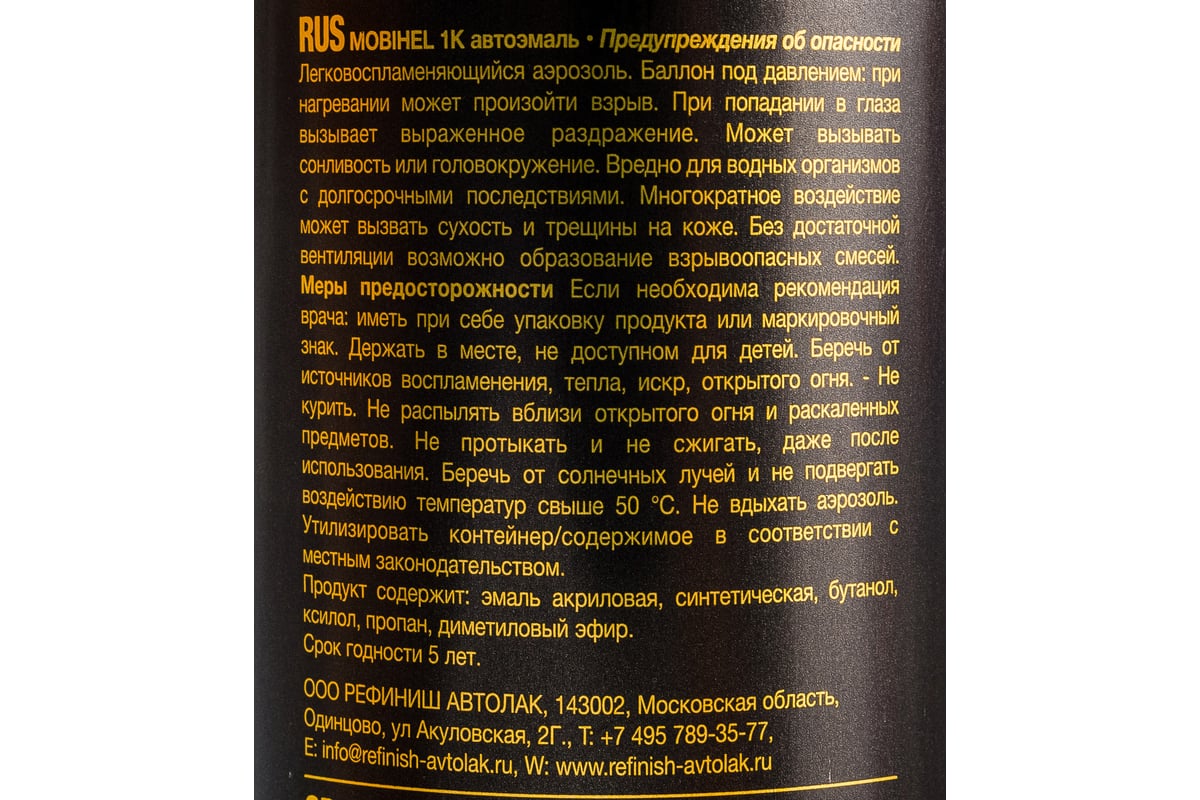 RUS MOBIHEL 1К автоэмаль • Предупреждения об опасности
Легковоспламеняющийся аэрозоль. Баллон под давлением: при
нагревании может произойти взрыв. При попадании в глаза
вызывает выраженное раздражение. Может вызывать
сонливость или головокружение. Вредно для водных организмов
с долгосрочными последствиями. Многократное воздействие
может вызвать сухость и трещины на коже. Без достаточной
вентиляции возможно образование взрывоопасных смесей.
Меры предосторожности Если необходима рекомендация
врача: иметь при себе упаковку продукта или маркировочный
знак. Держать в месте, не доступном для детей. Беречь от
источников воспламенения, тепла, искр, открытого огня. - Не
курить. Не распылять вблизи открытого огня и раскаленных
предметов. Не протыкать и не сжигать, даже после
использования. Беречь от солнечных лучей и не подвергать
воздействию температур свыше 50 °С. Не вдыхать аэрозоль.
Утилизировать контейнер/содержимое в соответствии с
местным законодательством.
Продукт содержит: эмаль акриловая, синтетическая, бутанол,
ксилол, пропан, диметиловый эфир.
Срок годности 5 лет.
ООО РЕФИНИШ АВТОЛАК, 143002, Московская область,
Одинцово, ул Акуловская, 2Г., Т: +7 495 789-35-77,
E: info@refinish-avtolak.ru, W: www.refinish-avtolak.ru